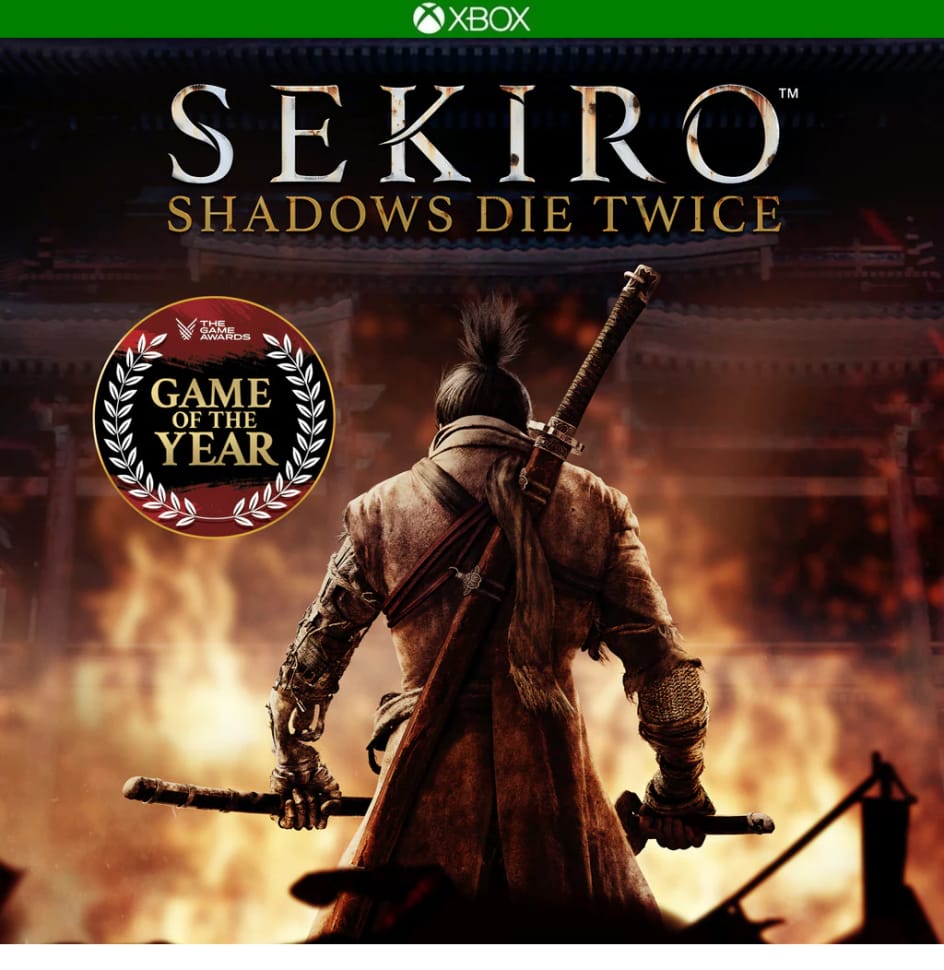 XBOX
SEKIRO™
SHADOWS DIE TWICE
THE
GAME
AWARDS
GAME
OF THE
YEAR